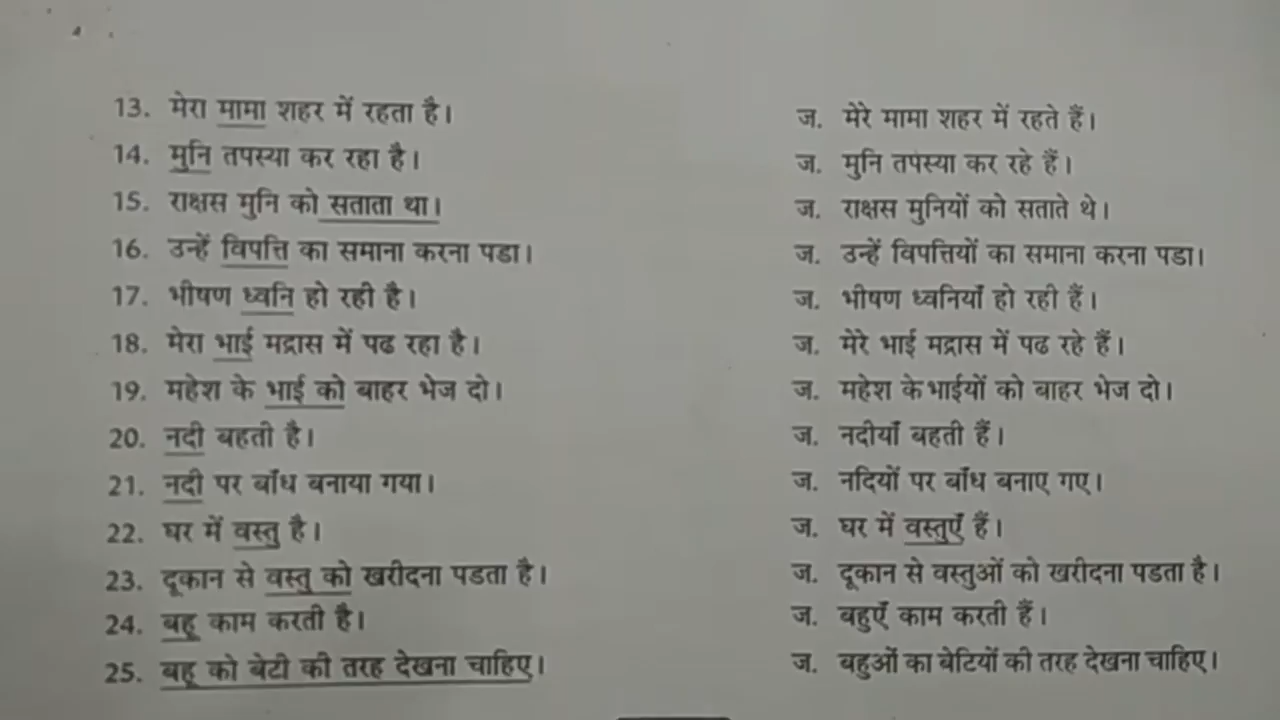 13. मेरा मामा शहर में रहता है। ज. मेरे मामा शहर में रहते हैं।
14. मुनि तपस्या कर रहा है। ज. मुनि तपस्या कर रहे हैं।
15. राक्षस मुनि को सताता था। ज. राक्षस मुनियों को सताते थे।
16. उन्हें विपत्ति का समाना करना पडा। ज. उन्हें विपत्तियों का समाना करना पडा।
17. भीषण ध्वनि हो रही है। ज. भीषण ध्वनियाँ हो रही हैं।
18. मेरा भाई मद्रास में पढ रहा है। ज. मेरे भाई मद्रास में पढ रहे हैं।
19. महेश के भाई को बाहर भेज दो। ज. महेश के भाईयों को बाहर भेज दो।
20. नदी बहती है। ज. नदीयाँ बहती हैं।
21. नदी पर बाँध बनाया गया। ज. नदियों पर बाँध बनाए गए।
22. घर में वस्तु है। ज. घर में वस्तुएँ हैं।
23. दूकान से वस्तु को खरीदना पडता है। ज. दूकान से वस्तुओं को खरीदना पडता है।
24. बहू काम करती है। ज. बहुएँ काम करती हैं।
25. बहू को बेटी की तरह देखना चाहिए। ज. बहुओं का बेटियों की तरह देखना चाहिए।